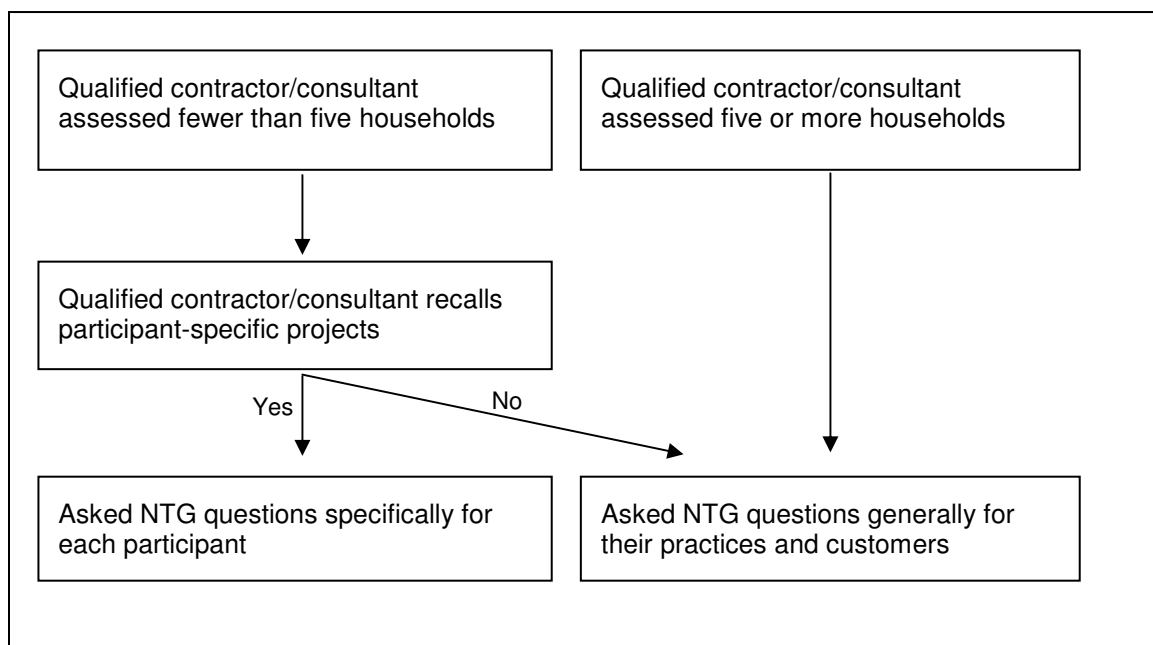 Qualified contractor/consultant
assessed fewer than five households
Qualified contractor/consultant
assessed five or more households
Qualified contractor/consultant recalls
participant-specific projects
Yes
No
Asked NTG questions specifically for
each participant
Asked NTG questions generally for
their practices and customers